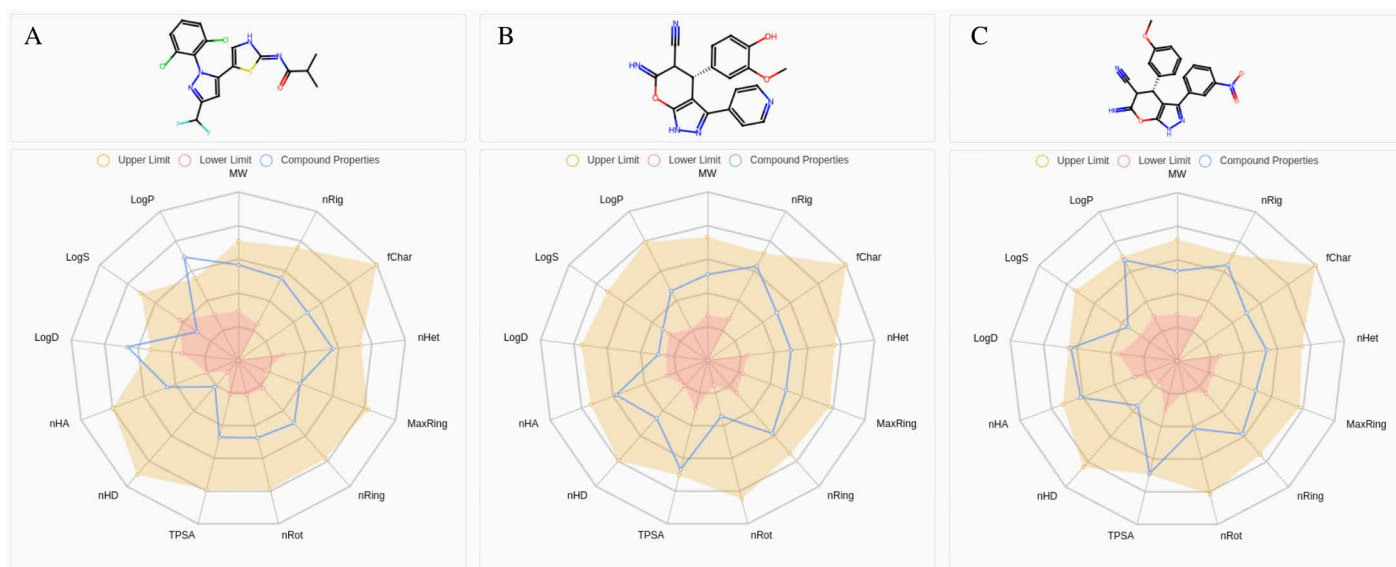 A
B
C
Cl
Cl
NH
N
N
N
S
O
F
F
N
HN
O
HN
N
N
OH
O
N
HN
O
N
H
N
O
N+
O-
O
Upper Limit Lower Limit Compound Properties
MW
nRig
fChar
nHet
MaxRing
nRing
nRot
TPSA
nHD
nHA
LogD
LogS
LogP
Upper Limit Lower Limit Compound Properties
MW
nRig
fChar
nHet
MaxRing
nRing
nRot
TPSA
nHD
nHA
LogD
LogS
LogP
Upper Limit Lower Limit Compound Properties
MW
nRig
fChar
nHet
MaxRing
nRing
nRot
TPSA
nHD
nHA
LogD
LogS
LogP